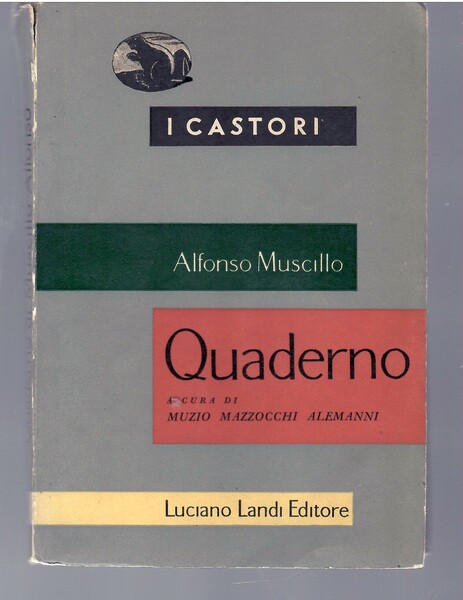 I CASTORI
Alfonso Muscillo
Quaderno
A CURA DI
MUZIO MAZZOCCHI ALEMANNI
Luciano Landi Editore